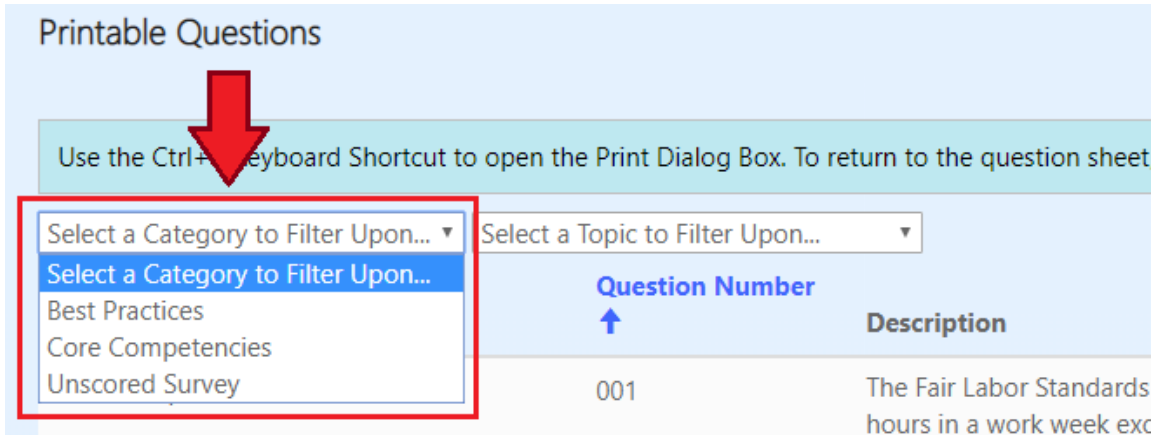 Printable Questions
Use the Ctrl+ eyboard Shortcut to open the Print Dialog Box. To return to the question sheet,
Select a Category to Filter Upon... Select a Topic to Filter Upon...
Select a Category to Filter Upon...
Best Practices
Core Competencies
Unscored Survey
Question Number
Description
001 The Fair Labor Standards
hours in a work week exc